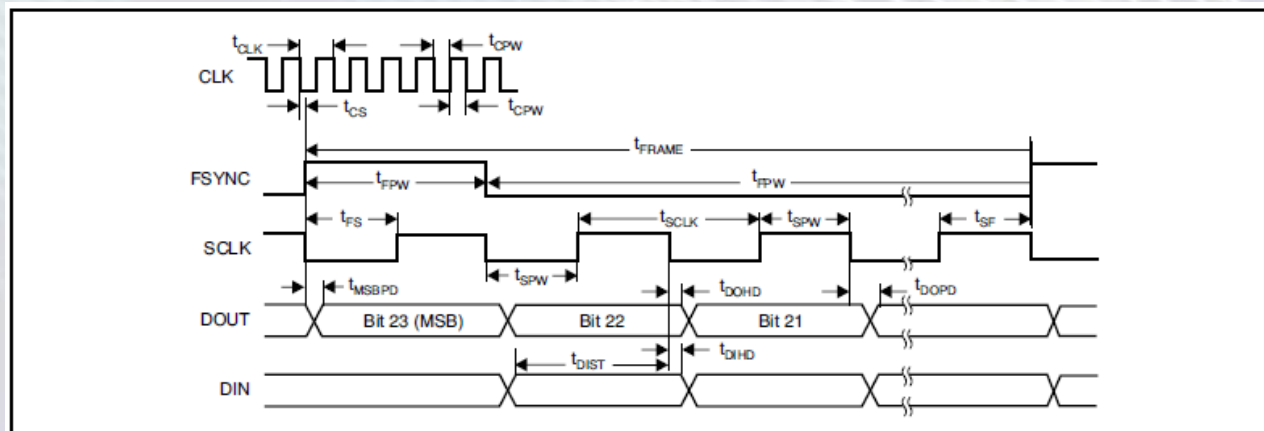 tCLK
tCPW
CLK
tCS
tCPW
tFRAME
FSYNC
tFPW
tFPW
tFS
tSCLK
tSPW
tSF
SCLK
tSPW
tMSBPD
tDOHD
tDOPD
DOUT
Bit 23 (MSB)
Bit 22
Bit 21
tDIST
tDIHD
DIN